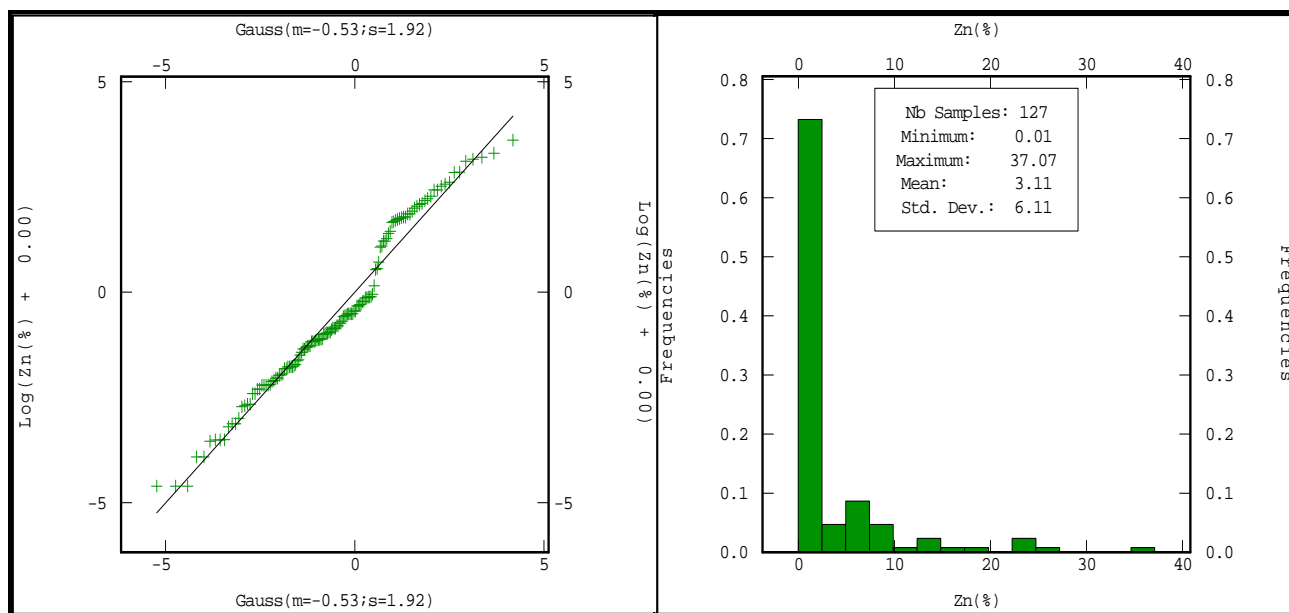 Gauss(m=-0.53;s=1.92)
-5 0 5
5 5
0 0
-5 -5
Log(Zn(%) + 0.00)
Log(Zn(%) + 0.00)
-5 0 5
Gauss(m=-0.53;s=1.92)
Zn(%)
0 10 20 30 40
0.8 0.8
0.7 0.7
0.6 0.6
0.5 0.5
0.4 0.4
0.3 0.3
0.2 0.2
0.1 0.1
0.0 0.0
Frequencies
Frequencies
Nb Samples: 127
Minimum: 0.01
Maximum: 37.07
Mean: 3.11
Std. Dev.: 6.11
0 10 20 30 40
Zn(%)